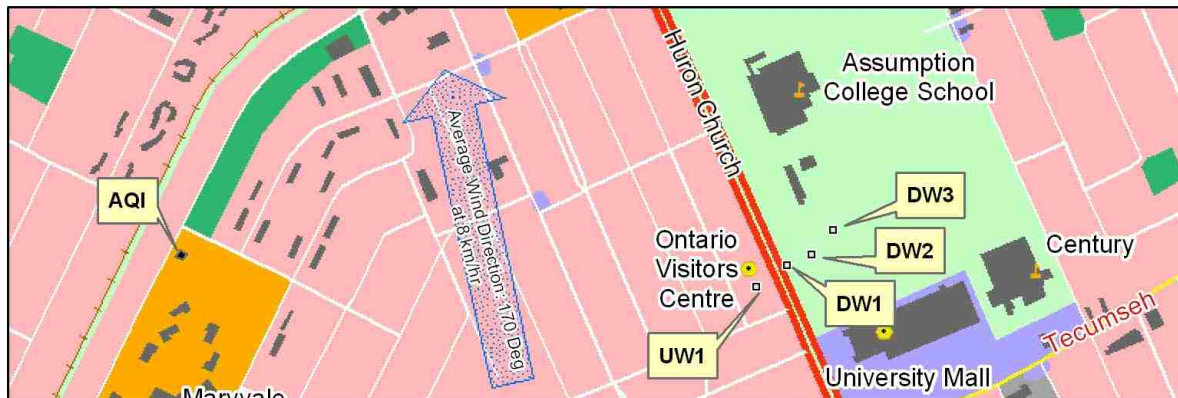 Huron Church
Assumption
College School
AQI
Average Wind Direction : 170 Deg
at 8 km/hr
DW3
Ontario
Visitors
Centre
DW2
Century
DW1
UW1
Tecumseh
University Mall
Maryvale